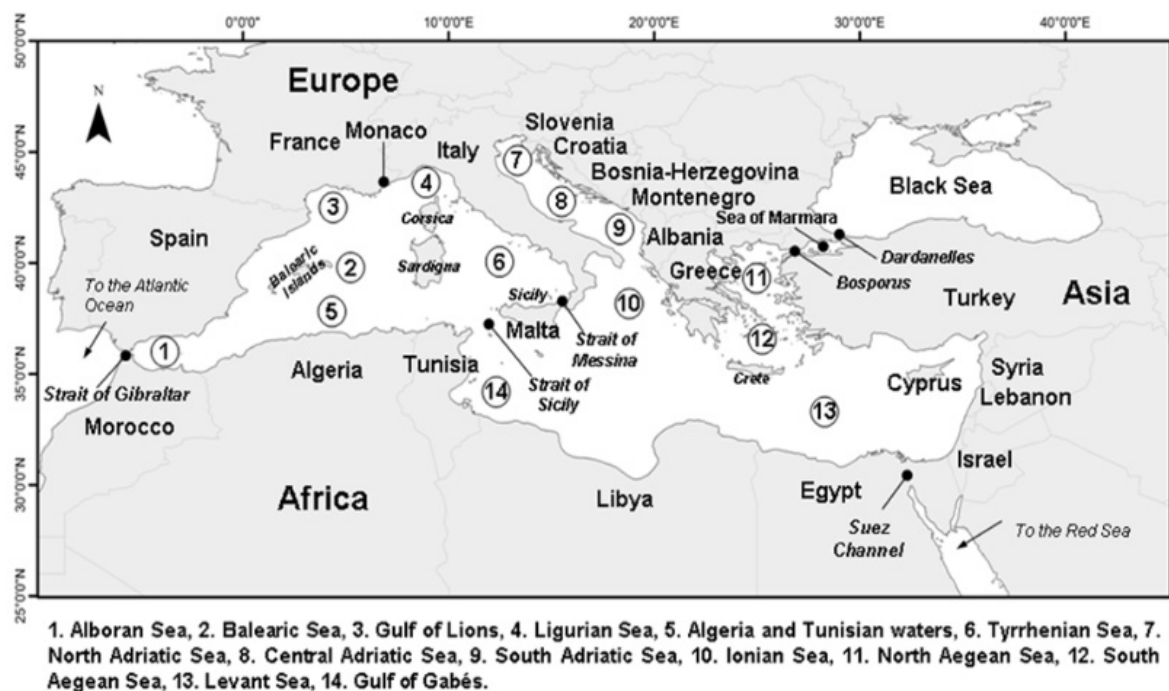 0°0'0" 10°0'0"E 20°0'0"E 30°0'0"E 40°0'0"E
50°0'0"N
45°0'0"N
40°0'0"N
35°0'0"N
30°0'0"N
25°0'0"N
N
Europe
France
Monaco
Italy
Slovenia
Croatia
Bosnia-Herzegovina
Montenegro
Albania
Greece
Spain
Corsica
Sardigna
Balearic
Islands
Sicily
Malta
Black Sea
Sea of Marmara
Dardanelles
Bosporus
Turkey
Asia
To the Atlantic
Ocean
Strait of Gibraltar
Morocco
Algeria
Tunisia
Strait of
Messina
Strait of
Sicily
Crete
Cyprus
Syria
Lebanon
Israel
Africa
Libya
Egypt
Suez
Channel
To the Red Sea
1
2
3
4
5
6
7
8
9
10
11
12
13
14
1. Alboran Sea, 2. Balearic Sea, 3. Gulf of Lions, 4. Ligurian Sea, 5. Algeria and Tunisian waters, 6. Tyrrhenian Sea, 7.
North Adriatic Sea, 8. Central Adriatic Sea, 9. South Adriatic Sea, 10. Ionian Sea, 11. North Aegean Sea, 12. South
Aegean Sea, 13. Levant Sea, 14. Gulf of Gabés.